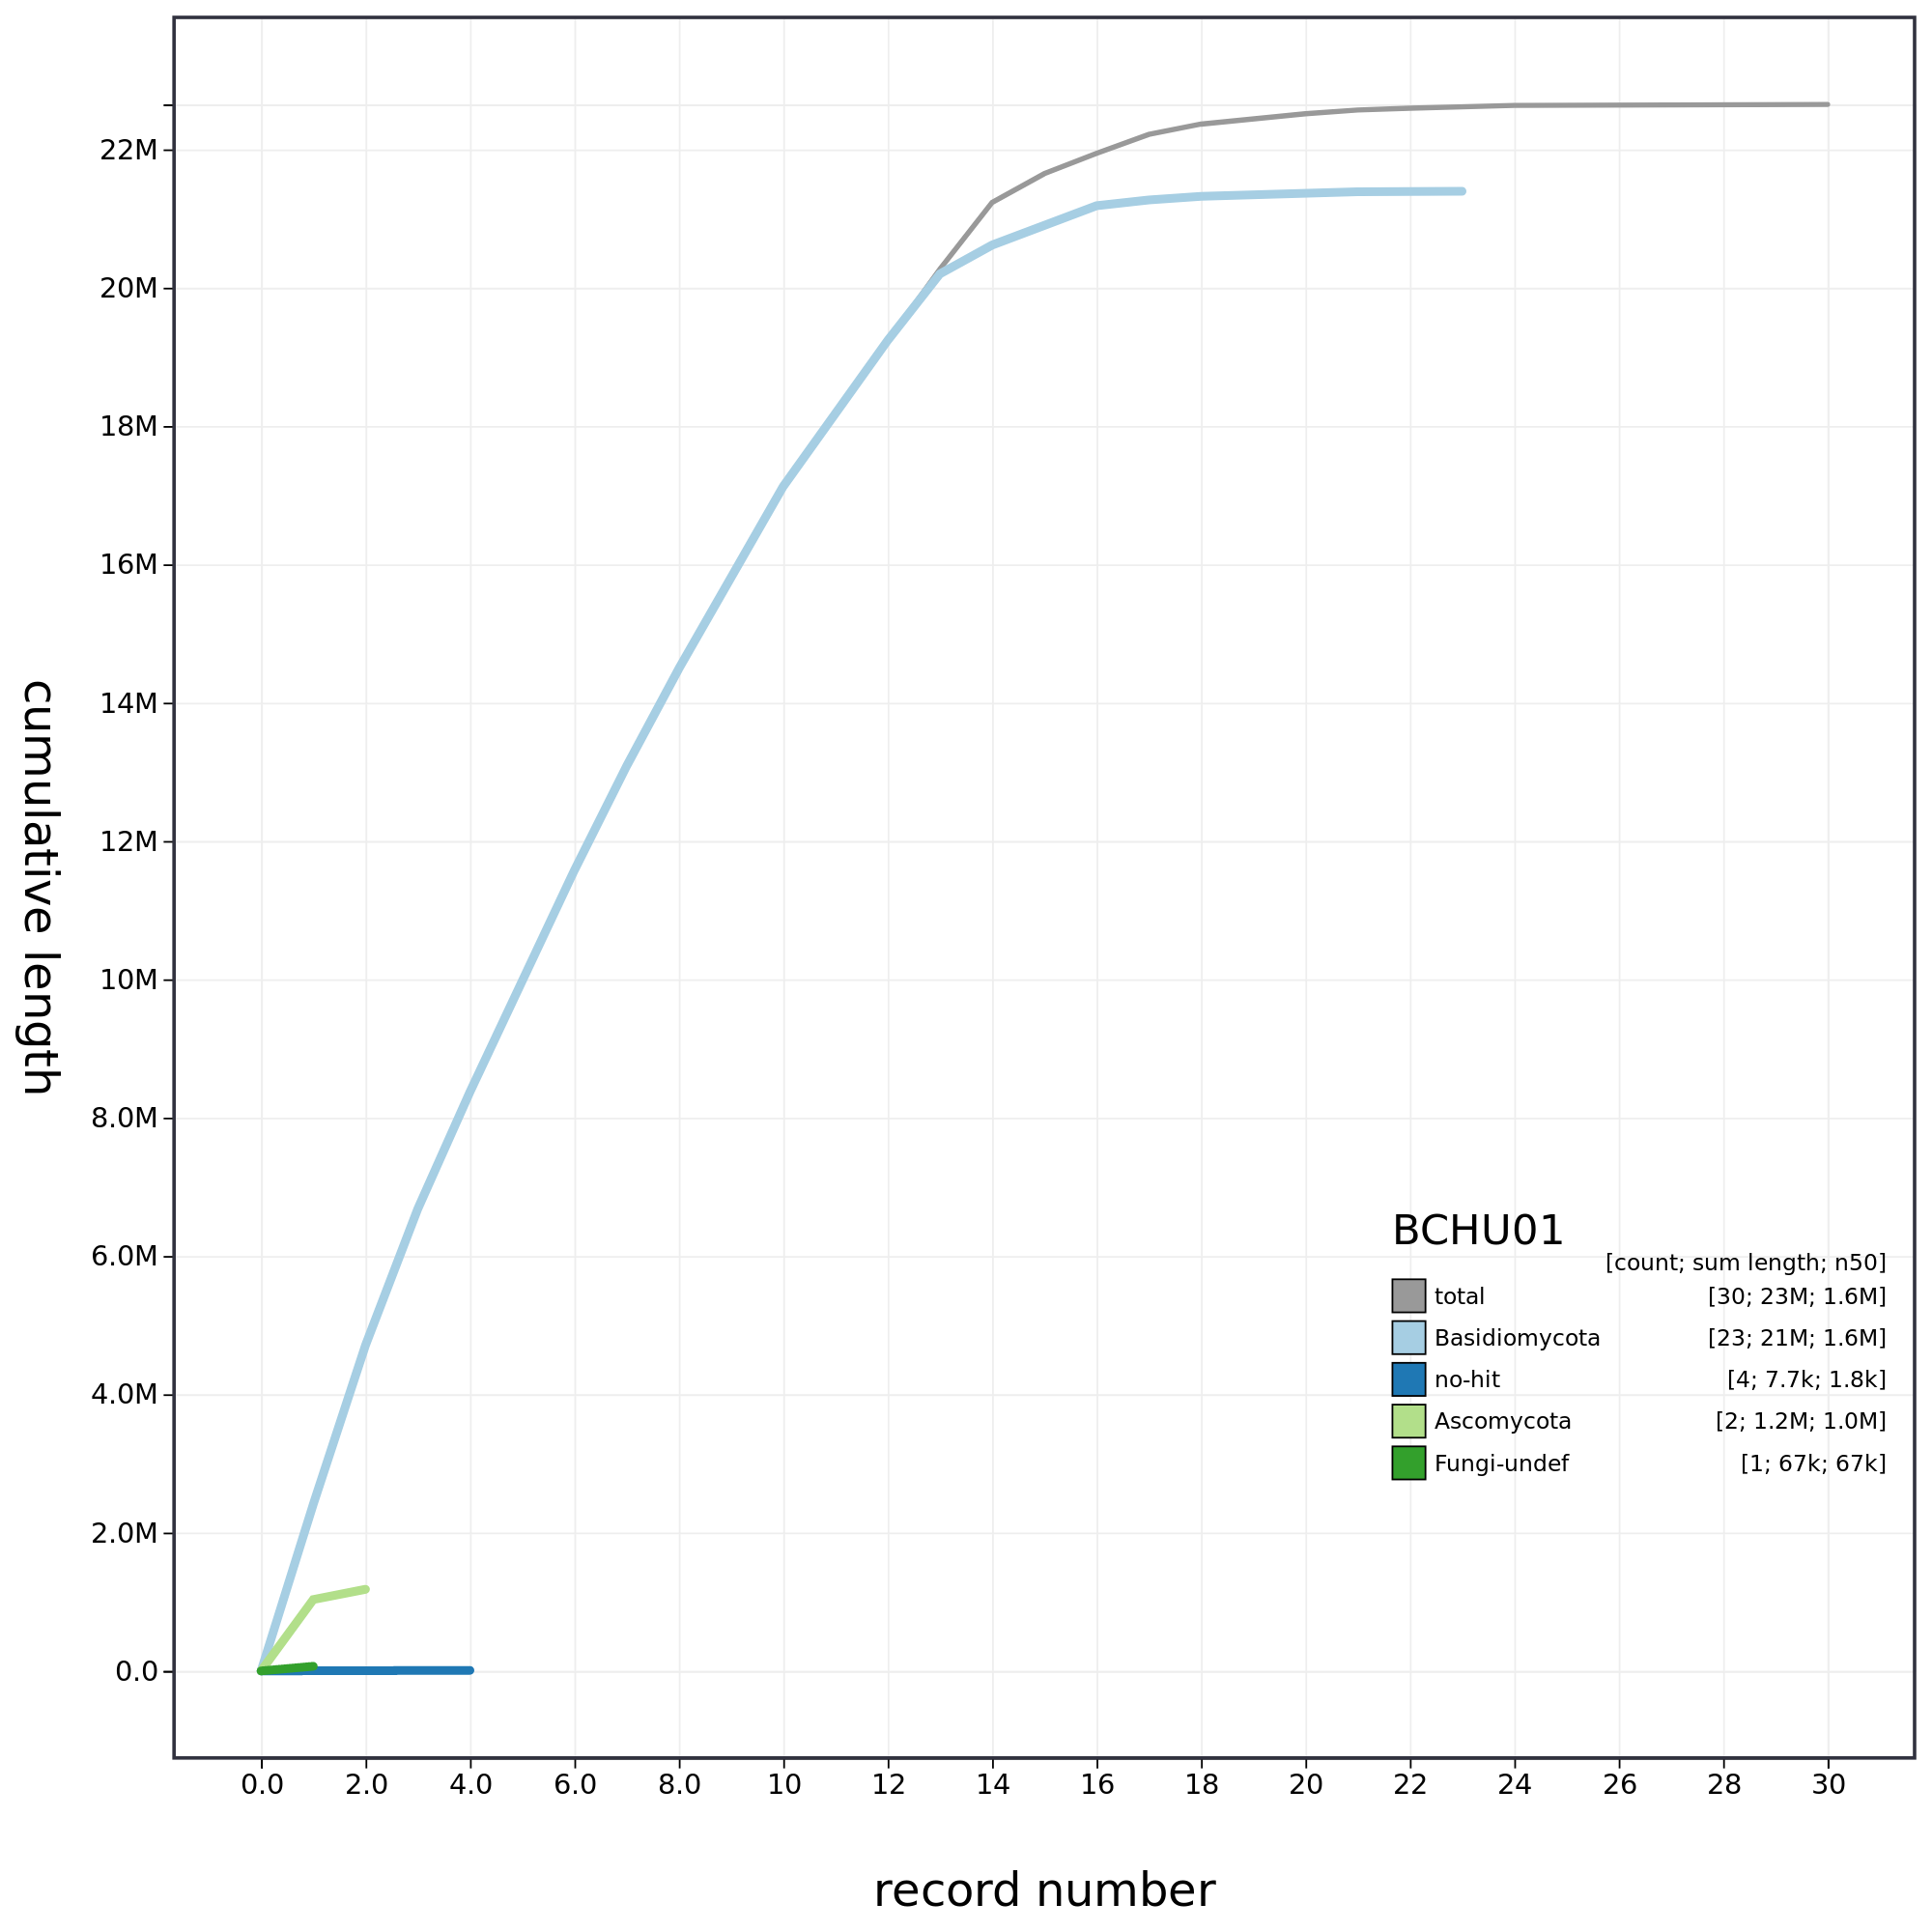 22M
20M
18M
16M
14M
12M
10M
8.0M
6.0M
4.0M
2.0M
0.0
cumulative length
BCHU01
[count; sum length; n50]
total [30; 23M; 1.6M]
Basidiomycota [23; 21M; 1.6M]
no-hit [4; 7.7k; 1.8k]
Ascomycota [2; 1.2M; 1.0M]
Fungi-undef [1; 67k; 67k]
0.0 2.0 4.0 6.0 8.0 10 12 14 16 18 20 22 24 26 28 30
record number